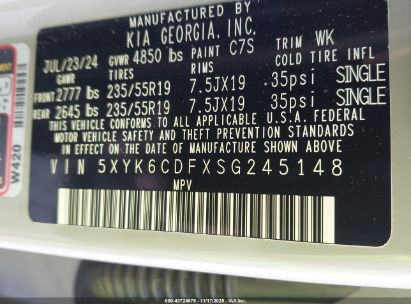 MANUFACTURED BY
KIA GEORGIA, INC.
JUL/23/24 GVWR 4850 lbs PAINT C7S TRIM WK
GAWR TIRES RIMS COLD TIRE INFL
FRONT 2777 lbs 235/55R19 7.5JX19 35psi SINGLE
REAR 2645 lbs 235/55R19 7.5JX19 35psi SINGLE
THIS VEHICLE CONFORMS TO ALL APPLICABLE U.S.A. FEDERAL
MOTOR VEHICLE SAFETY, BUMPER, AND THEFT PREVENTION STANDARDS
IN EFFECT ON THE DATE OF MANUFACTURE SHOWN ABOVE.
VIN 5XYK6CDFXSG245148
MPV
W420